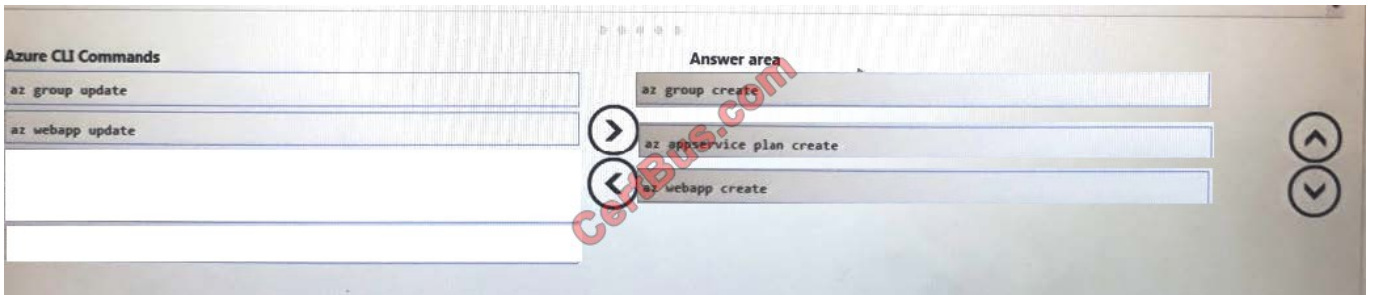 Azure CLI Commands
az group update
az webapp update
Answer area
az group create
az appservice plan create
az webapp create
CertBus.com